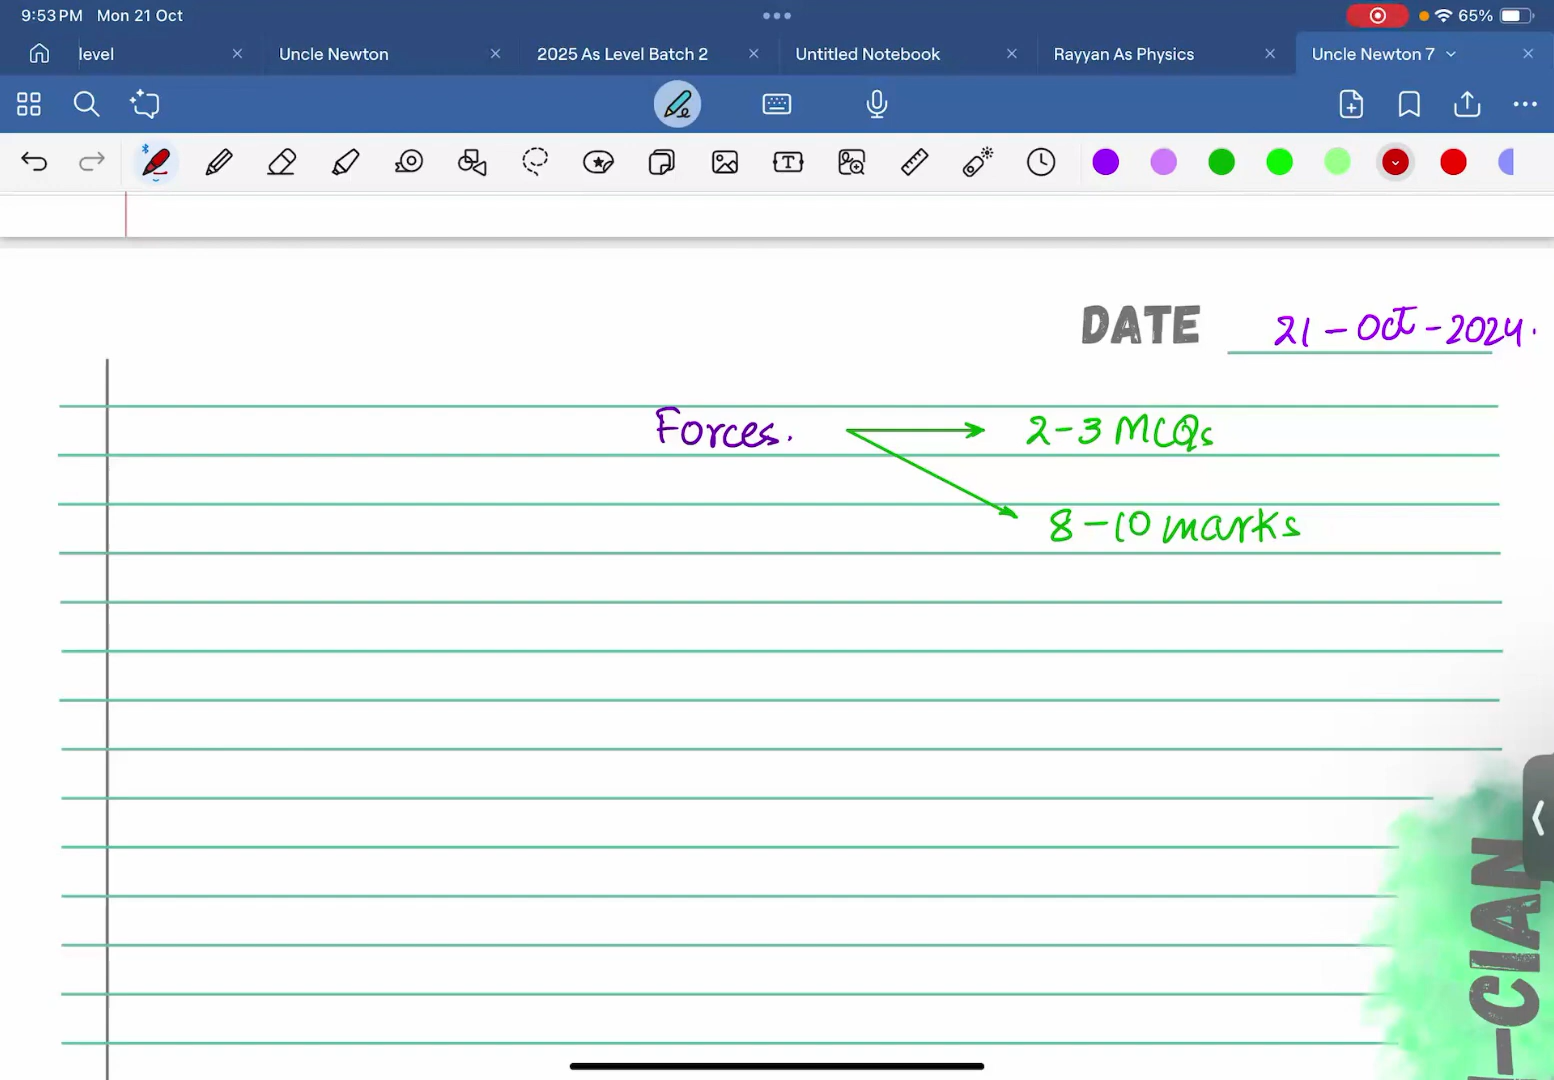 9:53 PM Mon 21 Oct 65%
level Uncle Newton 2025 As Level Batch 2 Untitled Notebook Rayyan As Physics Uncle Newton 7
DATE 21-Oct-2024.
Forces. 2-3 MCQs
8-10 marks
-CIAN